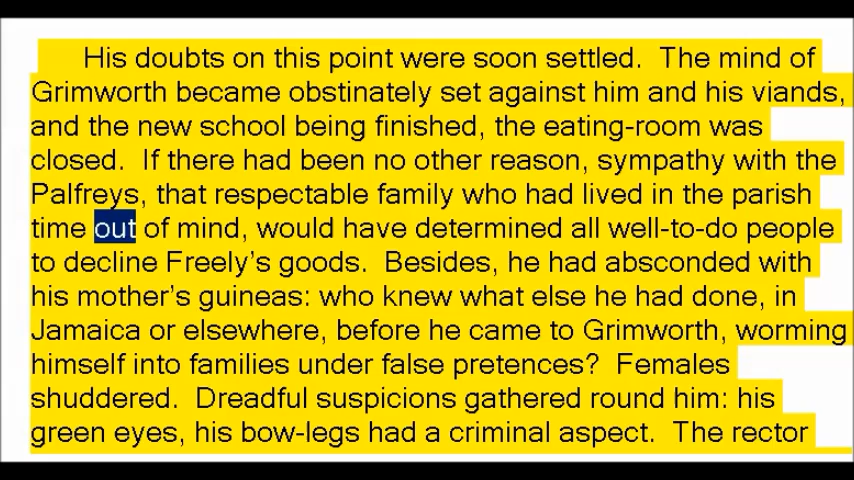 His doubts on this point were soon settled. The mind of
Grimworth became obstinately set against him and his viands,
and the new school being finished, the eating-room was
closed. If there had been no other reason, sympathy with the
Palfreys, that respectable family who had lived in the parish
time out of mind, would have determined all well-to-do people
to decline Freely's goods. Besides, he had absconded with
his mother's guineas: who knew what else he had done, in
Jamaica or elsewhere, before he came to Grimworth, worming
himself into families under false pretences? Females
shuddered. Dreadful suspicions gathered round him: his
green eyes, his bow-legs had a criminal aspect. The rector